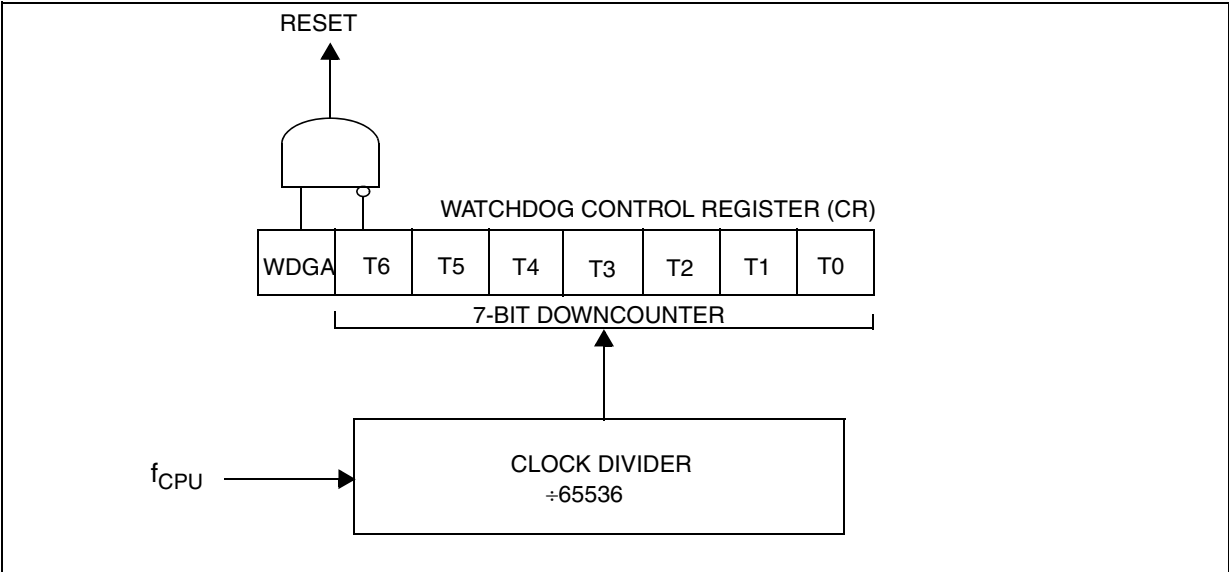 RESET
WATCHDOG CONTROL REGISTER (CR)
WDGA T6 T5 T4 T3 T2 T1 T0
7-BIT DOWNCOUNTER
fCPU
CLOCK DIVIDER
÷65536